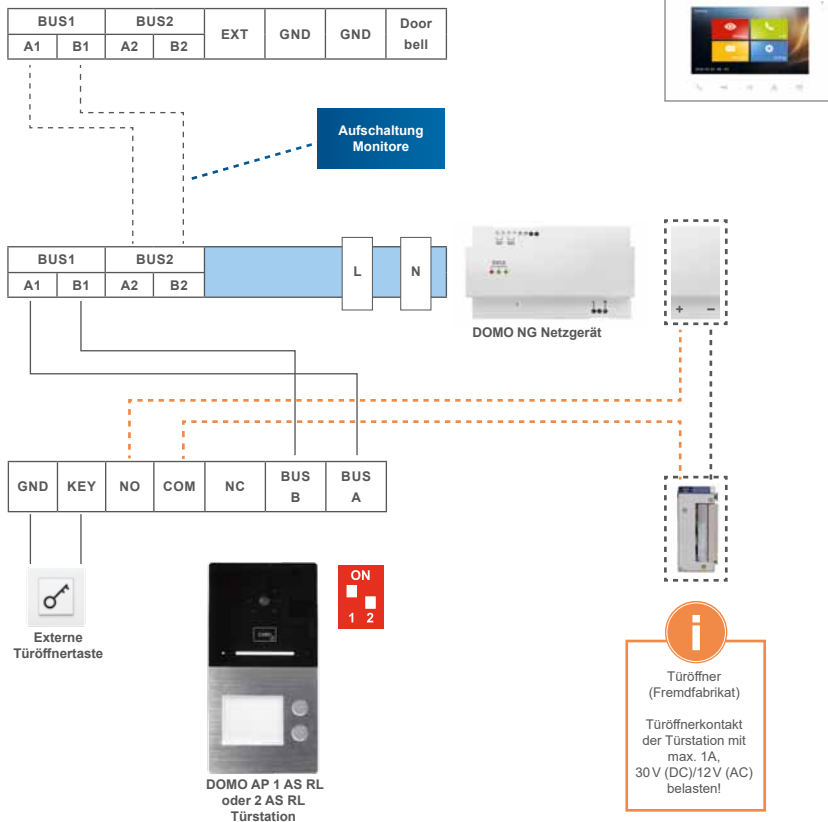 BUS1 BUS2 EXT GND GND Door bell
A1 B1 A2 B2
Aufschaltung
Monitore
BUS1 BUS2 L N
A1 B1 A2 B2
+ −
DOMO NG Netzgerät
GND KEY NO COM NC BUS B BUS A
ON
1 2
Externe
Türöffnertaste
DOMO AP 1 AS RL
oder 2 AS RL
Türstation
i
Türöffner
(Fremdfabrikat)
Türöffnerkontakt
der Türstation mit
max. 1A,
30 V (DC)/12 V (AC)
belasten!